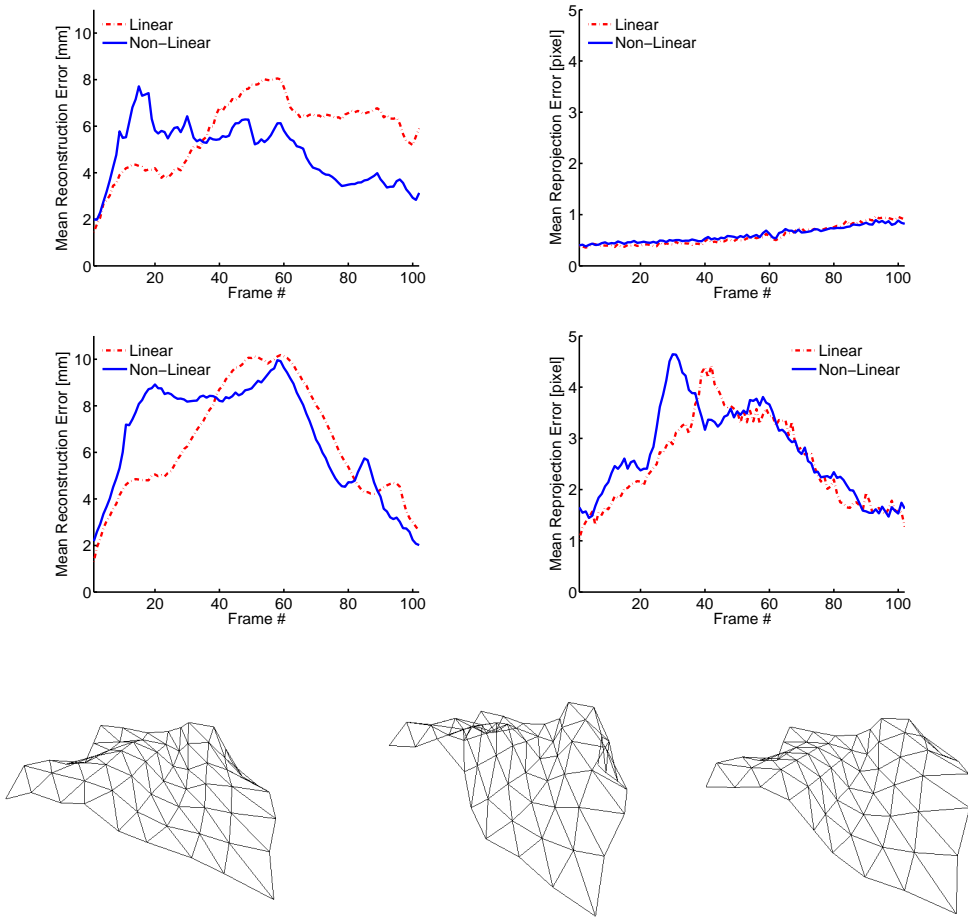 Mean Reconstruction Error [mm]
10
8
6
4
2
0
Linear
Non-Linear
20 40 60 80 100
Frame #
Mean Reprojection Error [pixel]
5
4
3
2
1
0
Linear
Non-Linear
20 40 60 80 100
Frame #
Mean Reconstruction Error [mm]
10
8
6
4
2
0
Linear
Non-Linear
20 40 60 80 100
Frame #
Mean Reprojection Error [pixel]
5
4
3
2
1
0
Linear
Non-Linear
20 40 60 80 100
Frame #